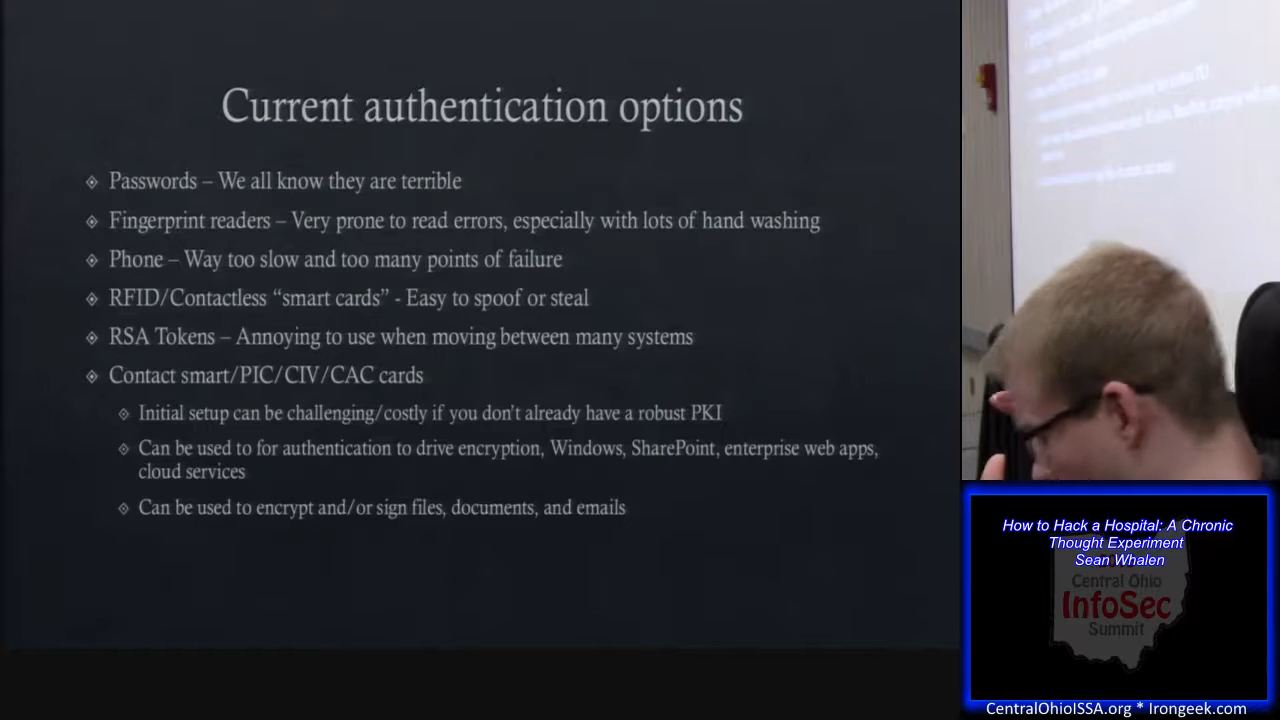 Current authentication options
Passwords – We all know they are terrible
Fingerprint readers – Very prone to read errors, especially with lots of hand washing
Phone – Way too slow and too many points of failure
RFID/Contactless “smart cards” - Easy to spoof or steal
RSA Tokens – Annoying to use when moving between many systems
Contact smart/PIC/CIV/CAC cards
Initial setup can be challenging/costly if you don’t already have a robust PKI
Can be used to for authentication to drive encryption, Windows, SharePoint, enterprise web apps,
cloud services
Can be used to encrypt and/or sign files, documents, and emails
How to Hack a Hospital: A Chronic
Thought Experiment
Sean Whalen
Central Ohio
InfoSec
Summit
CentralOhioISSA.org * Irongeek.com